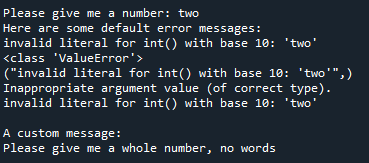 Please give me a number: two
Here are some default error messages:
invalid literal for int() with base 10: 'two'
<class 'ValueError'>
("invalid literal for int() with base 10: 'two'",)
Inappropriate argument value (of correct type).
invalid literal for int() with base 10: 'two'
A custom message:
Please give me a whole number, no words